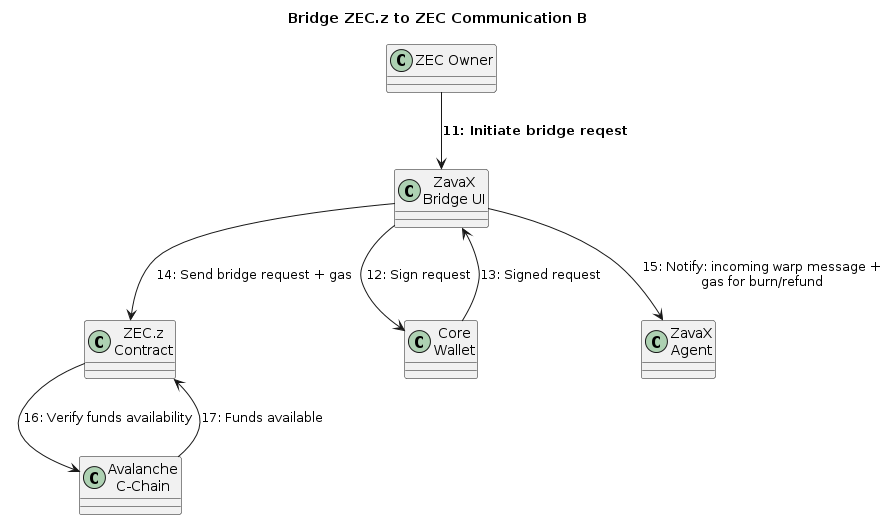 Bridge ZEC.z to ZEC Communication B
C ZEC Owner
11: Initiate bridge reqest
C ZavaX
Bridge UI
14: Send bridge request + gas
12: Sign request
13: Signed request
15: Notify: incoming warp message +
gas for burn/refund
C ZEC.z
Contract
C Core
Wallet
C ZavaX
Agent
16: Verify funds availability
17: Funds available
C Avalanche
C-Chain